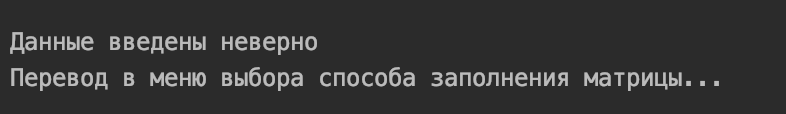 Данные введены неверно
Перевод в меню выбора способа заполнения матрицы...